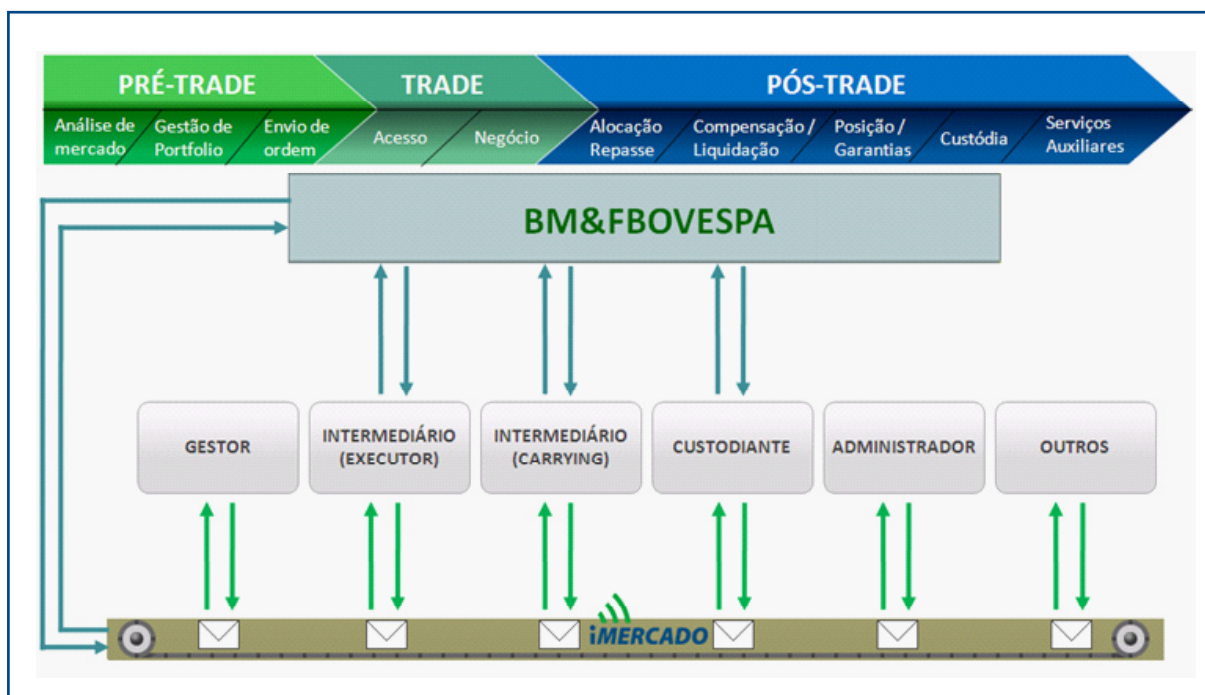 PRÉ-TRADE
TRADE
PÓS-TRADE
Análise de
mercado
Gestão de
Portfolio
Envio de
ordem
Acesso
Negócio
Alocação
Repasse
Compensação /
Liquidação
Posição /
Garantias
Custódia
Serviços
Auxiliares
BM&FBOVESPA
GESTOR
INTERMEDIÁRIO
(EXECUTOR)
INTERMEDIÁRIO
(CARRYING)
CUSTODIANTE
ADMINISTRADOR
OUTROS
iMERCADO